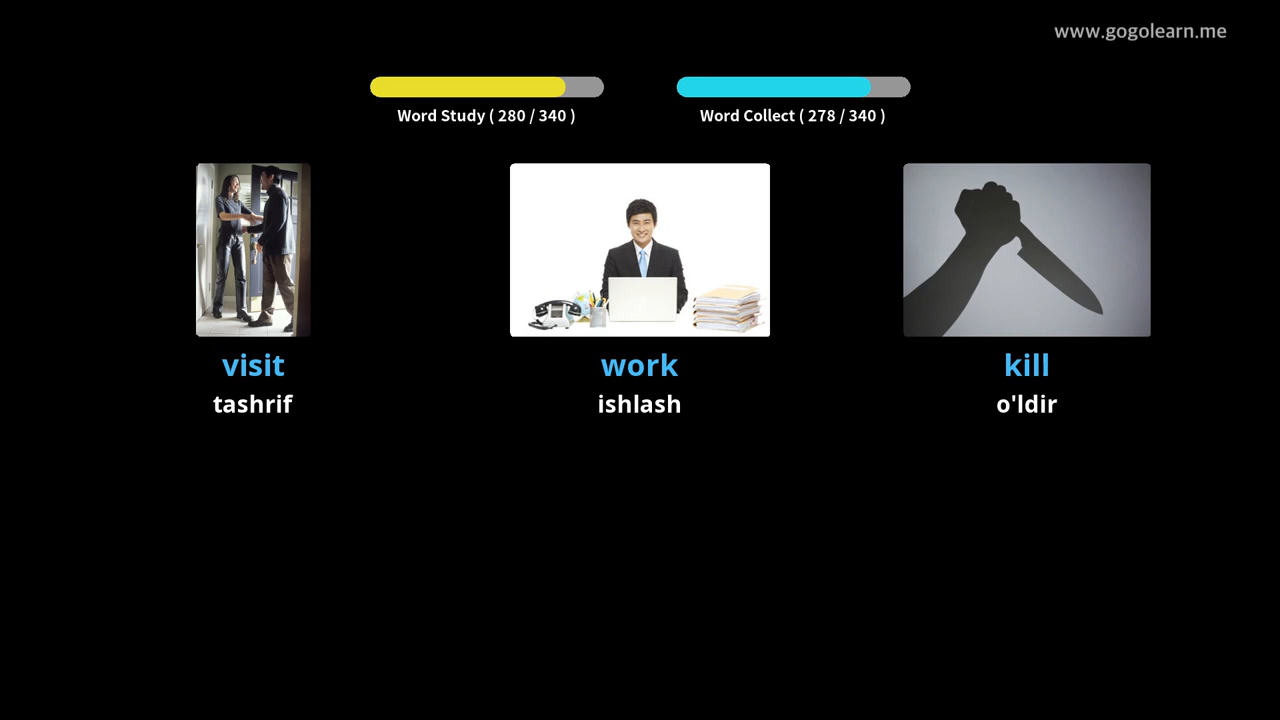 www.gogolearn.me
Word Study ( 280 / 340 )
Word Collect ( 278 / 340 )
visit
work
kill
tashrif
ishlash
o'ldir